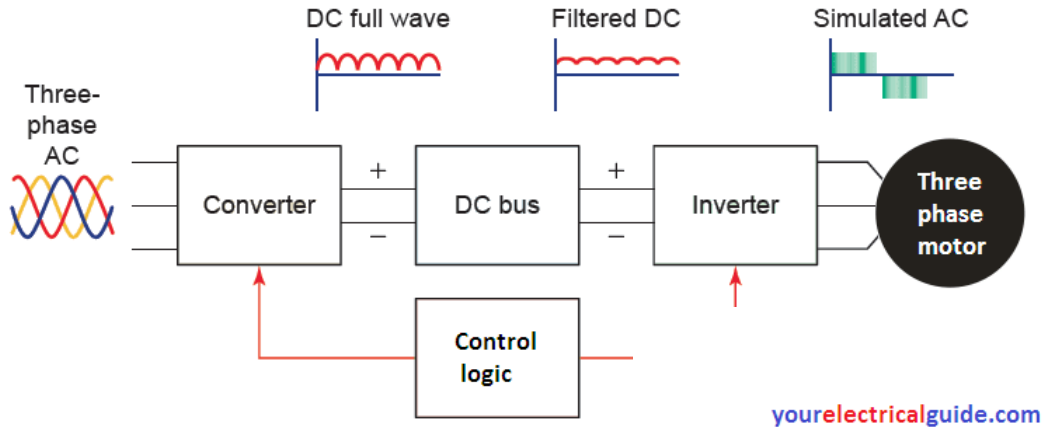 DC full wave
Filtered DC
Simulated AC
Three-
phase
AC
Converter
+
−
DC bus
+
−
Inverter
Three
phase
motor
Control
logic
yourelectricalguide.com